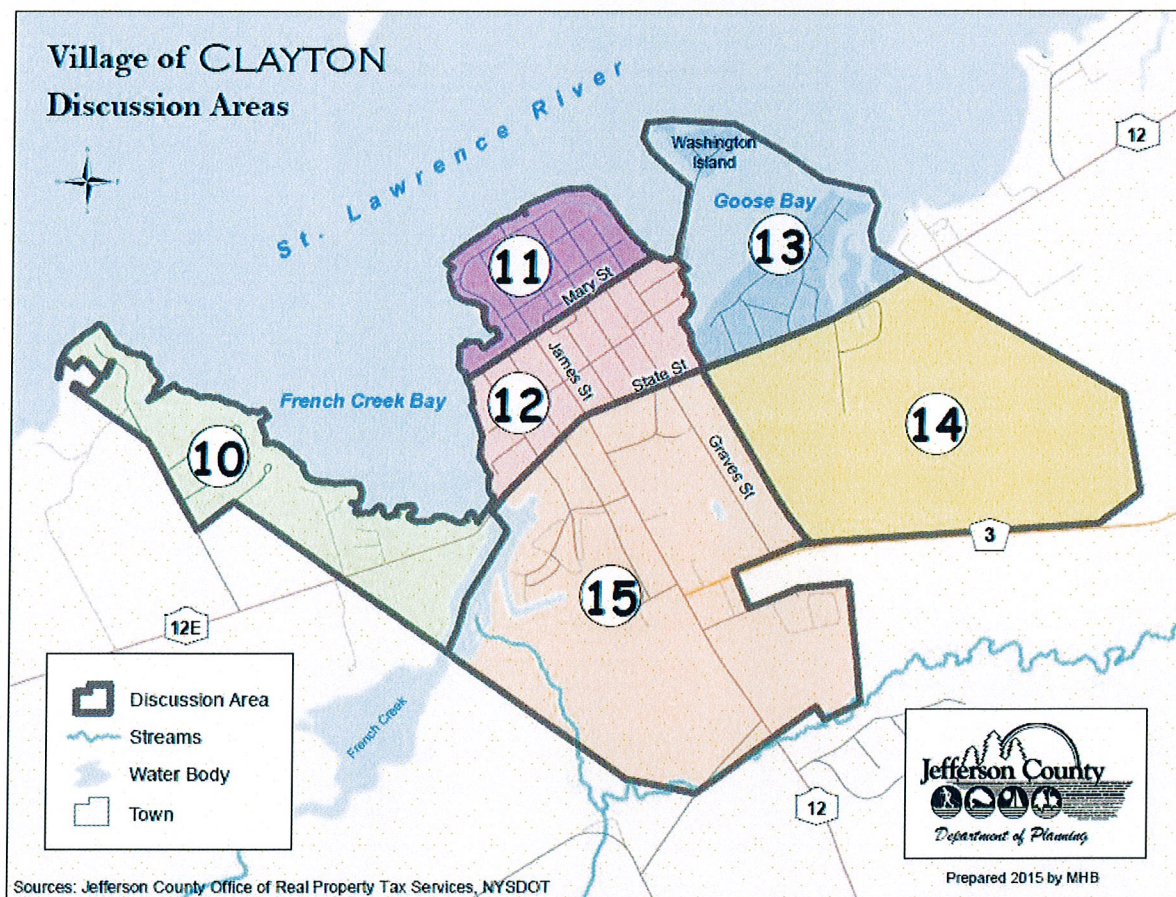 Village of CLAYTON
Discussion Areas
St. Lawrence River
Washington
Island
Goose Bay
12
13
11
Mary St
James St
State St
12
French Creek Bay
10
14
Graves St
3
15
12E
French Creek
12
Discussion Area
Streams
Water Body
Town
Jefferson County
Department of Planning
Prepared 2015 by MHB
Sources: Jefferson County Office of Real Property Tax Services, NYSDOT